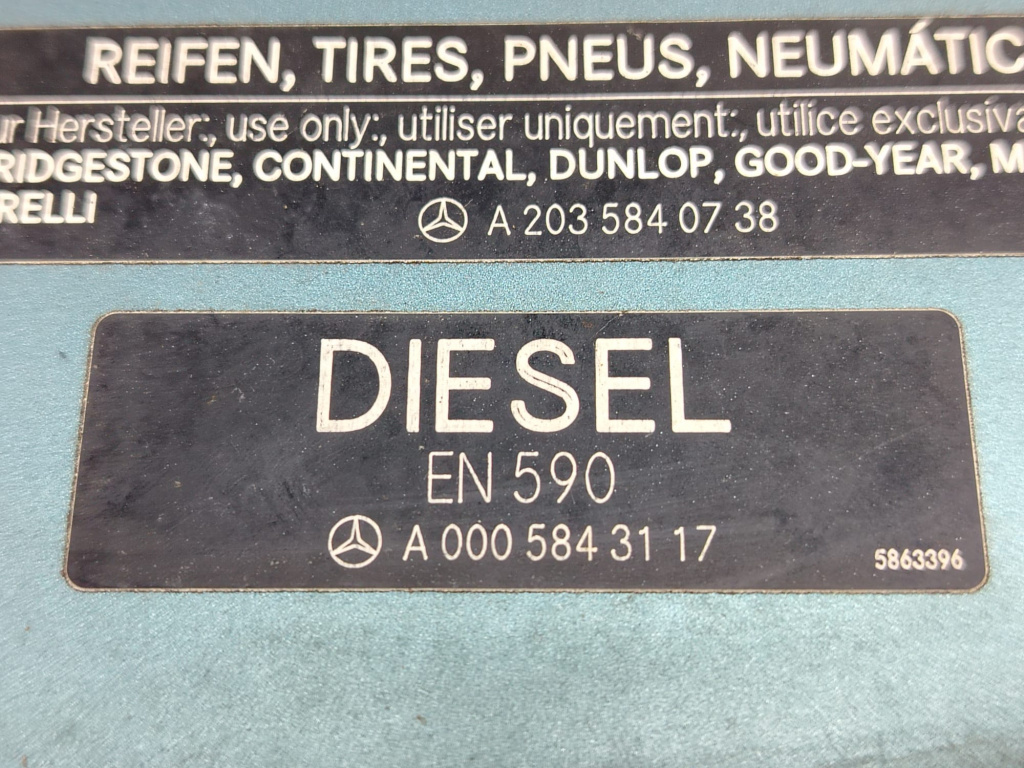 REIFEN, TIRES, PNEUS, NEUMÁTIC
ur Hersteller:, use only:, utiliser uniquement:, utilice exclusiva
RIDGESTONE, CONTINENTAL, DUNLOP, GOOD-YEAR, M
RELLi
A 203 584 07 38
DIESEL
EN 590
A 000 584 31 17
5863396